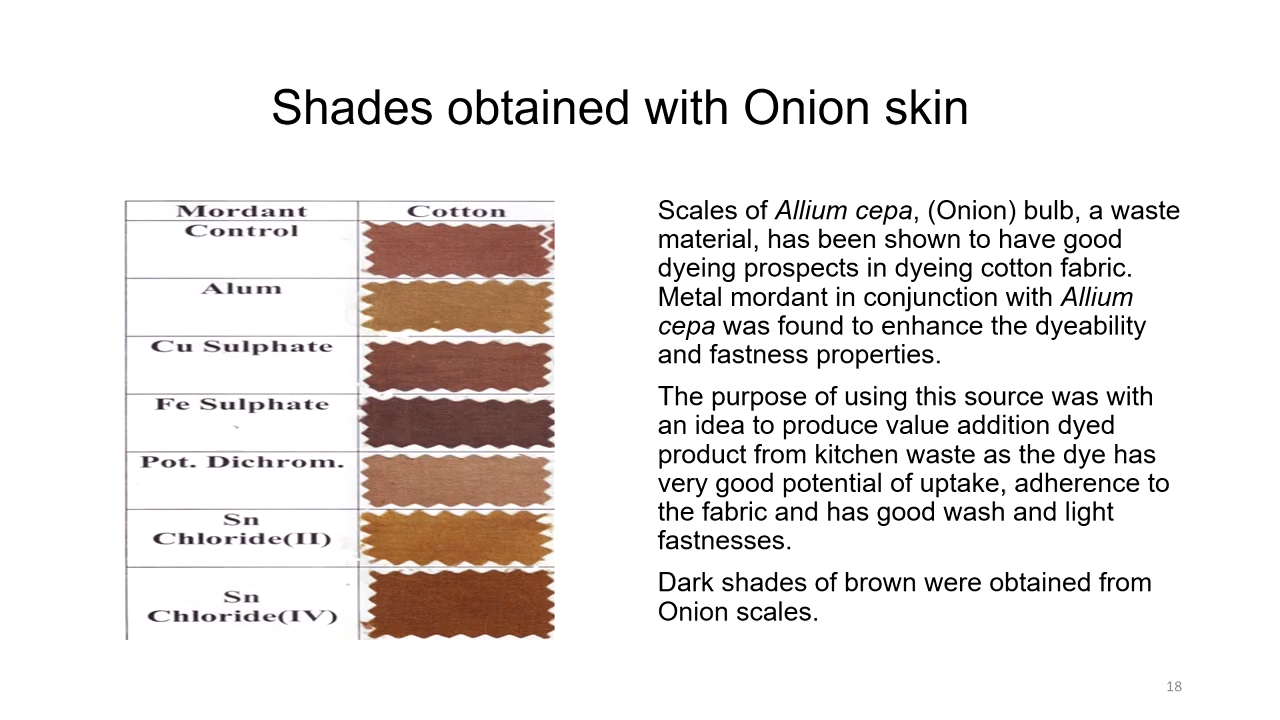 Shades obtained with Onion skin
Mordant Cotton
Control
Alum
Cu Sulphate
Fe Sulphate
Pot. Dichrom.
Sn
Chloride(II)
Sn
Chloride(IV)
Scales of Allium cepa, (Onion) bulb, a waste
material, has been shown to have good
dyeing prospects in dyeing cotton fabric.
Metal mordant in conjunction with Allium
cepa was found to enhance the dyeability
and fastness properties.
The purpose of using this source was with
an idea to produce value addition dyed
product from kitchen waste as the dye has
very good potential of uptake, adherence to
the fabric and has good wash and light
fastnesses.
Dark shades of brown were obtained from
Onion scales.
18